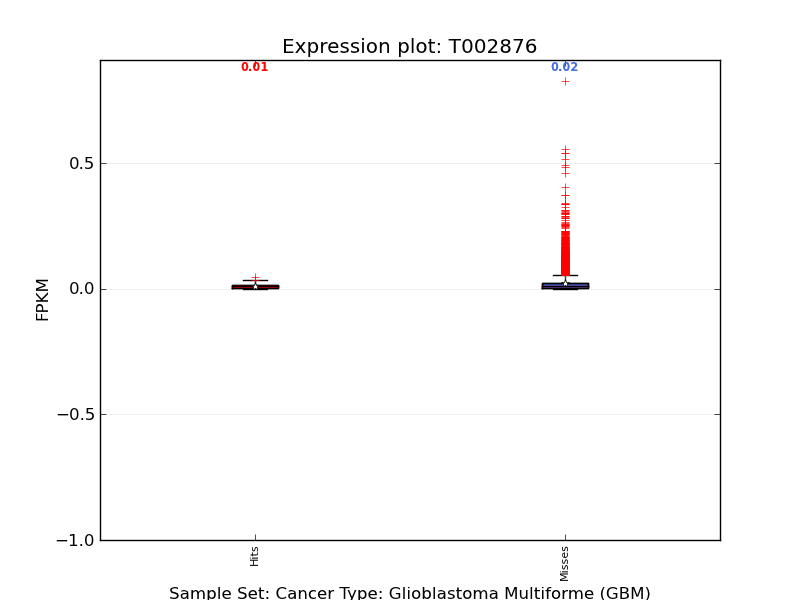 Expression plot: T002876
0.01
0.02
0.5
0.0
−0.5
−1.0
FPKM
Hits
Misses
Sample Set: Cancer Type: Glioblastoma Multiforme (GBM)